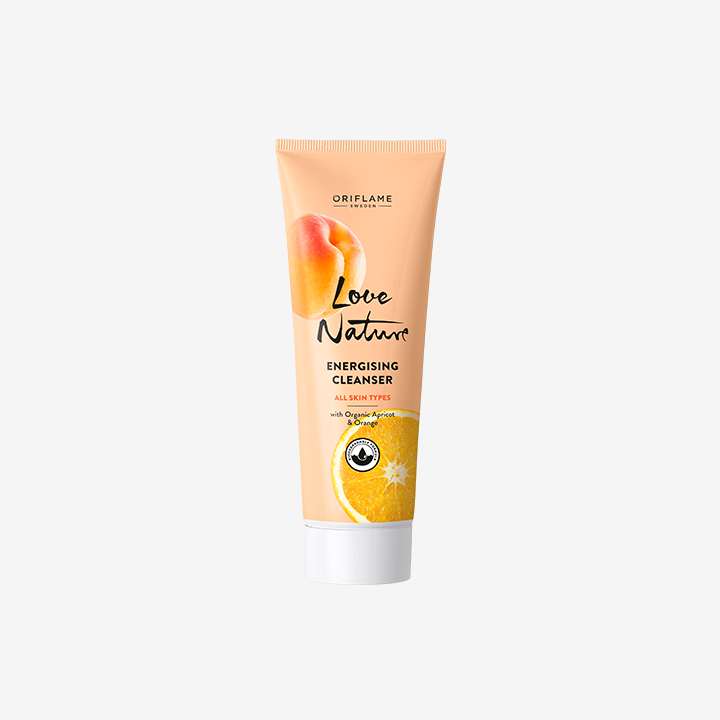 ORIFLAME
SWEDEN
Love
Nature
ENERGISING
CLEANSER
ALL SKIN TYPES
with Organic Apricot
& Orange